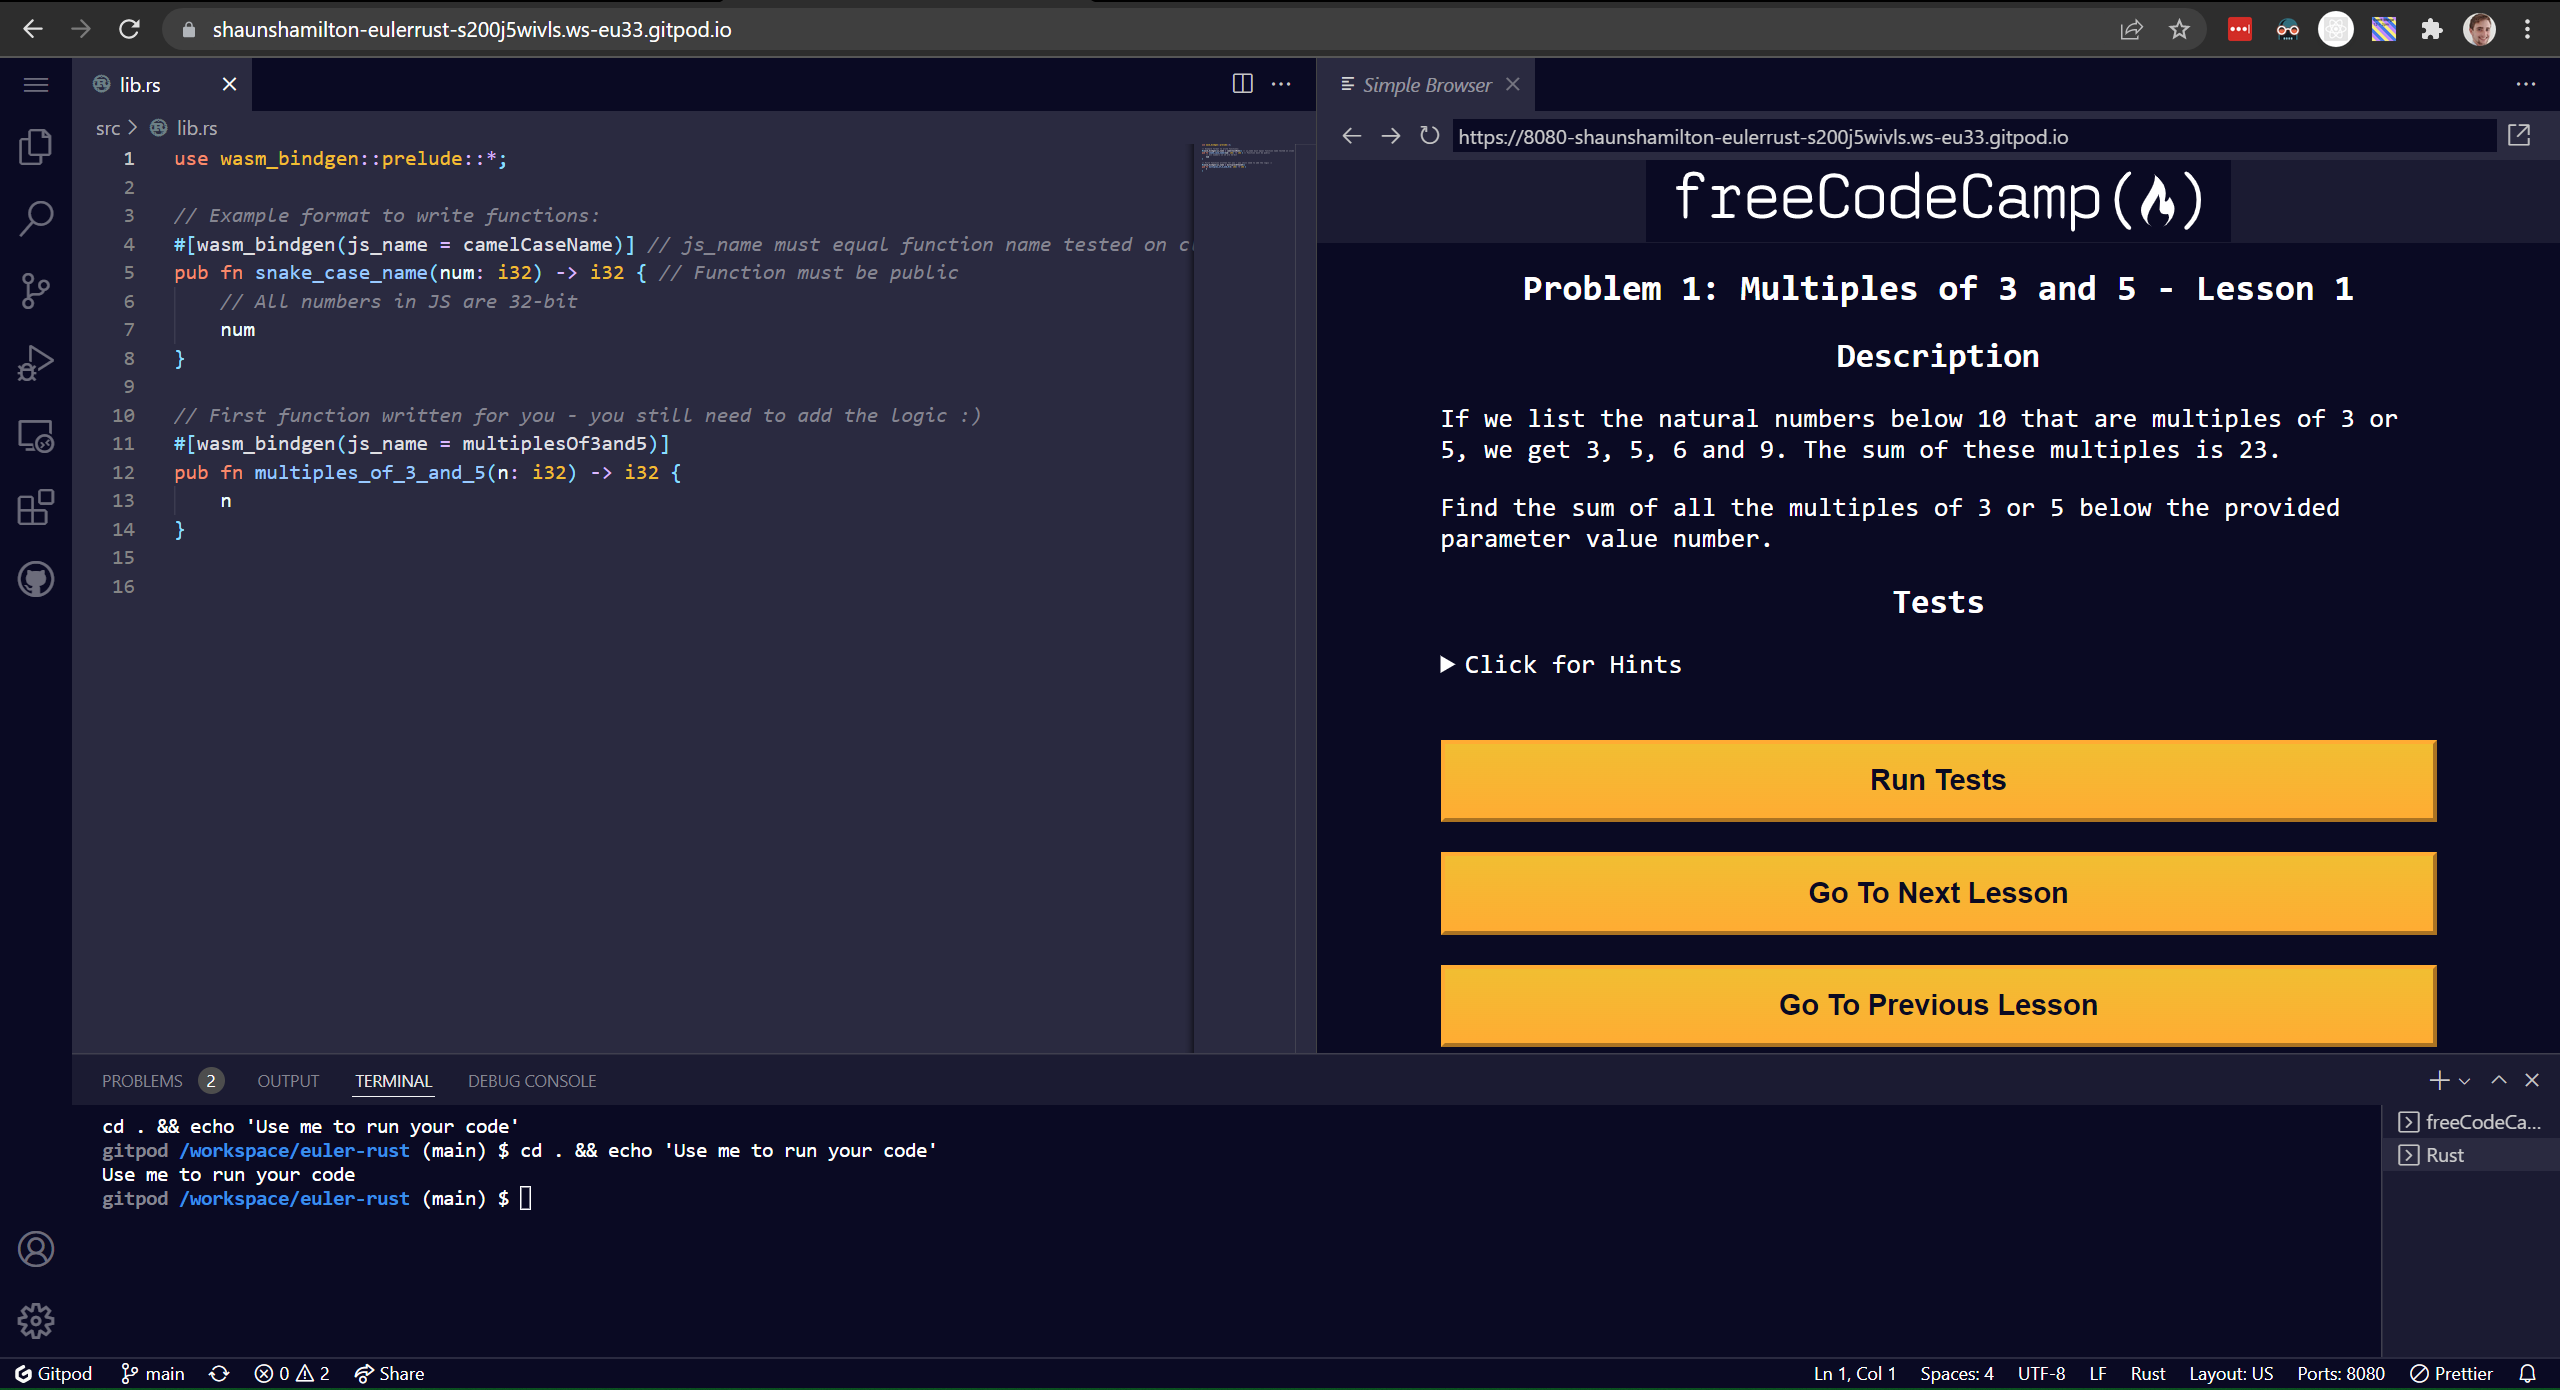 shaunshamilton-eulerrust-s200j5wivls.ws-eu33.gitpod.io
lib.rs
src > lib.rs
1 use wasm_bindgen::prelude::*;
2
3 // Example format to write functions:
4 #[wasm_bindgen(js_name = camelCaseName)] // js_name must equal function name tested on c
5 pub fn snake_case_name(num: i32) -> i32 { // Function must be public
6 // All numbers in JS are 32-bit
7 num
8 }
9
10 // First function written for you - you still need to add the logic :)
11 #[wasm_bindgen(js_name = multiplesOf3and5)]
12 pub fn multiples_of_3_and_5(n: i32) -> i32 {
13 n
14 }
15
16
Simple Browser
https://8080-shaunshamilton-eulerrust-s200j5wivls.ws-eu33.gitpod.io
freeCodeCamp
Problem 1: Multiples of 3 and 5 - Lesson 1
Description
If we list the natural numbers below 10 that are multiples of 3 or
5, we get 3, 5, 6 and 9. The sum of these multiples is 23.
Find the sum of all the multiples of 3 or 5 below the provided
parameter value number.
Tests
Click for Hints
Run Tests
Go To Next Lesson
Go To Previous Lesson
PROBLEMS 2 OUTPUT TERMINAL DEBUG CONSOLE
cd . && echo 'Use me to run your code'
gitpod /workspace/euler-rust (main) $ cd . && echo 'Use me to run your code'
Use me to run your code
gitpod /workspace/euler-rust (main) $
freeCodeCa...
Rust
Gitpod main 0 2 Share
Ln 1, Col 1 Spaces: 4 UTF-8 LF Rust Layout: US Ports: 8080 Prettier